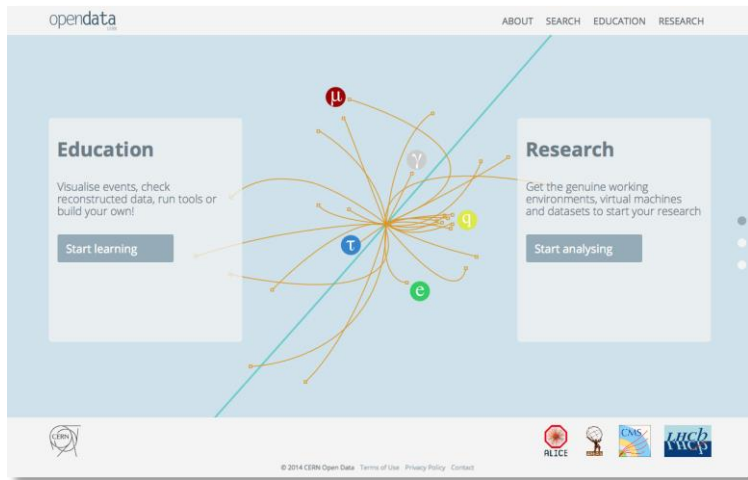 opendata
CERN
ABOUT SEARCH EDUCATION RESEARCH
μ
γ
q
τ
e
Education
Visualise events, check
reconstructed data, run tools or
build your own!
Start learning
Research
Get the genuine working
environments, virtual machines
and datasets to start your research
Start analysing
CERN
ALICE
CMS
LHCb
© 2014 CERN Open Data Terms of Use Privacy Policy Contact